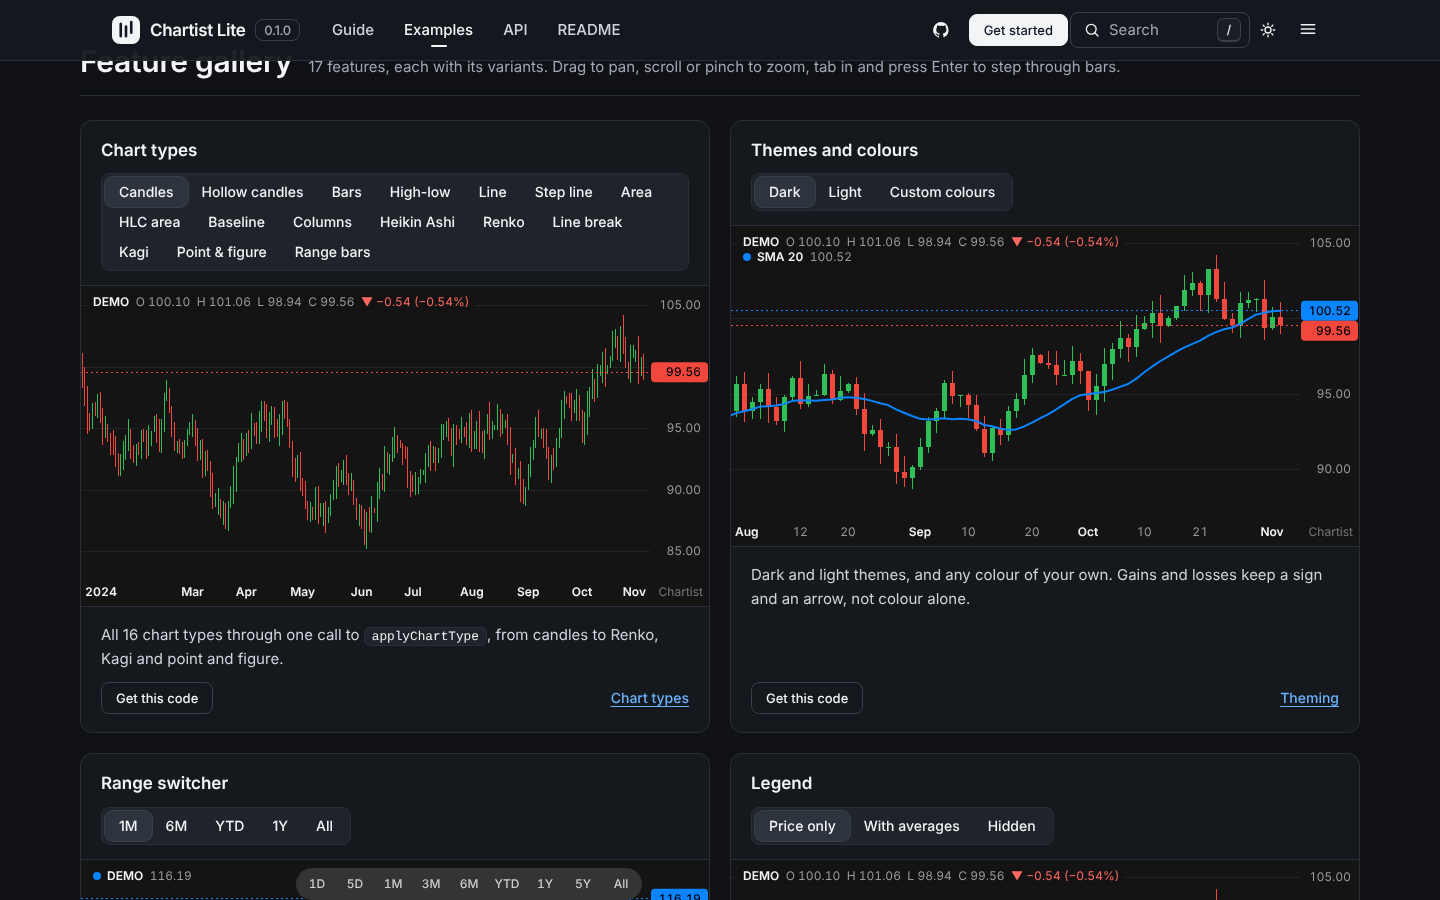 Chartist Lite 0.1.0 Guide Examples API README Get started Search /
Feature gallery 17 features, each with its variants. Drag to pan, scroll or pinch to zoom, tab in and press Enter to step through bars.
Chart types
Candles Hollow candles Bars High-low Line Step line Area
HLC area Baseline Columns Heikin Ashi Renko Line break
Kagi Point & figure Range bars
DEMO O 100.10 H 101.06 L 98.94 C 99.56 ▼ −0.54 (−0.54%)
105.00
99.56
95.00
90.00
85.00
2024 Mar Apr May Jun Jul Aug Sep Oct Nov Chartist
All 16 chart types through one call to applyChartType, from candles to Renko,
Kagi and point and figure.
Get this code Chart types
Themes and colours
Dark Light Custom colours
DEMO O 100.10 H 101.06 L 98.94 C 99.56 ▼ −0.54 (−0.54%)
SMA 20 100.52
105.00
100.52
99.56
95.00
90.00
Aug 12 20 Sep 10 20 Oct 10 21 Nov Chartist
Dark and light themes, and any colour of your own. Gains and losses keep a sign
and an arrow, not colour alone.
Get this code Theming
Range switcher
1M 6M YTD 1Y All
DEMO 116.19
1D 5D 1M 3M 6M YTD 1Y 5Y All
116.19
Legend
Price only With averages Hidden
DEMO O 100.10 H 101.06 L 98.94 C 99.56 ▼ −0.54 (−0.54%)
105.00